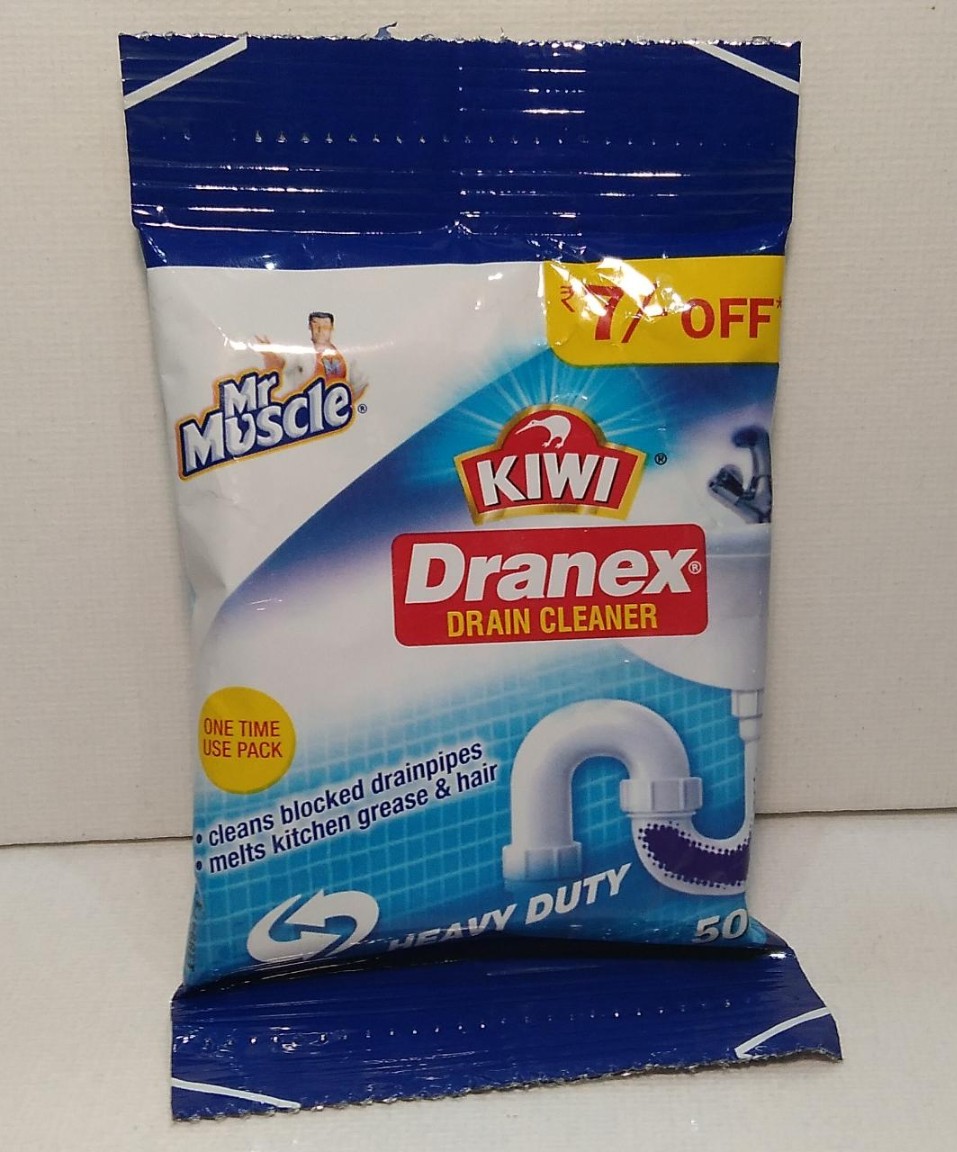 ₹7/- OFF*
Mr
Muscle®
KIWI®
Dranex®
DRAIN CLEANER
ONE TIME
USE PACK
• cleans blocked drainpipes
• melts kitchen grease & hair
HEAVY DUTY
50